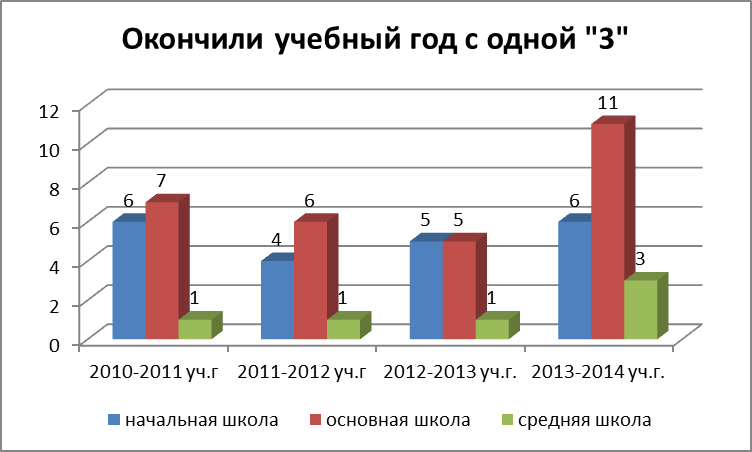 Окончили учебный год с одной "3"
12
10
8
6
4
2
0
6
7
1
4
6
1
5
5
1
6
11
3
2010-2011 уч.г
2011-2012 уч.г
2012-2013 уч.г.
2013-2014 уч.г.
начальная школа
основная школа
средняя школа